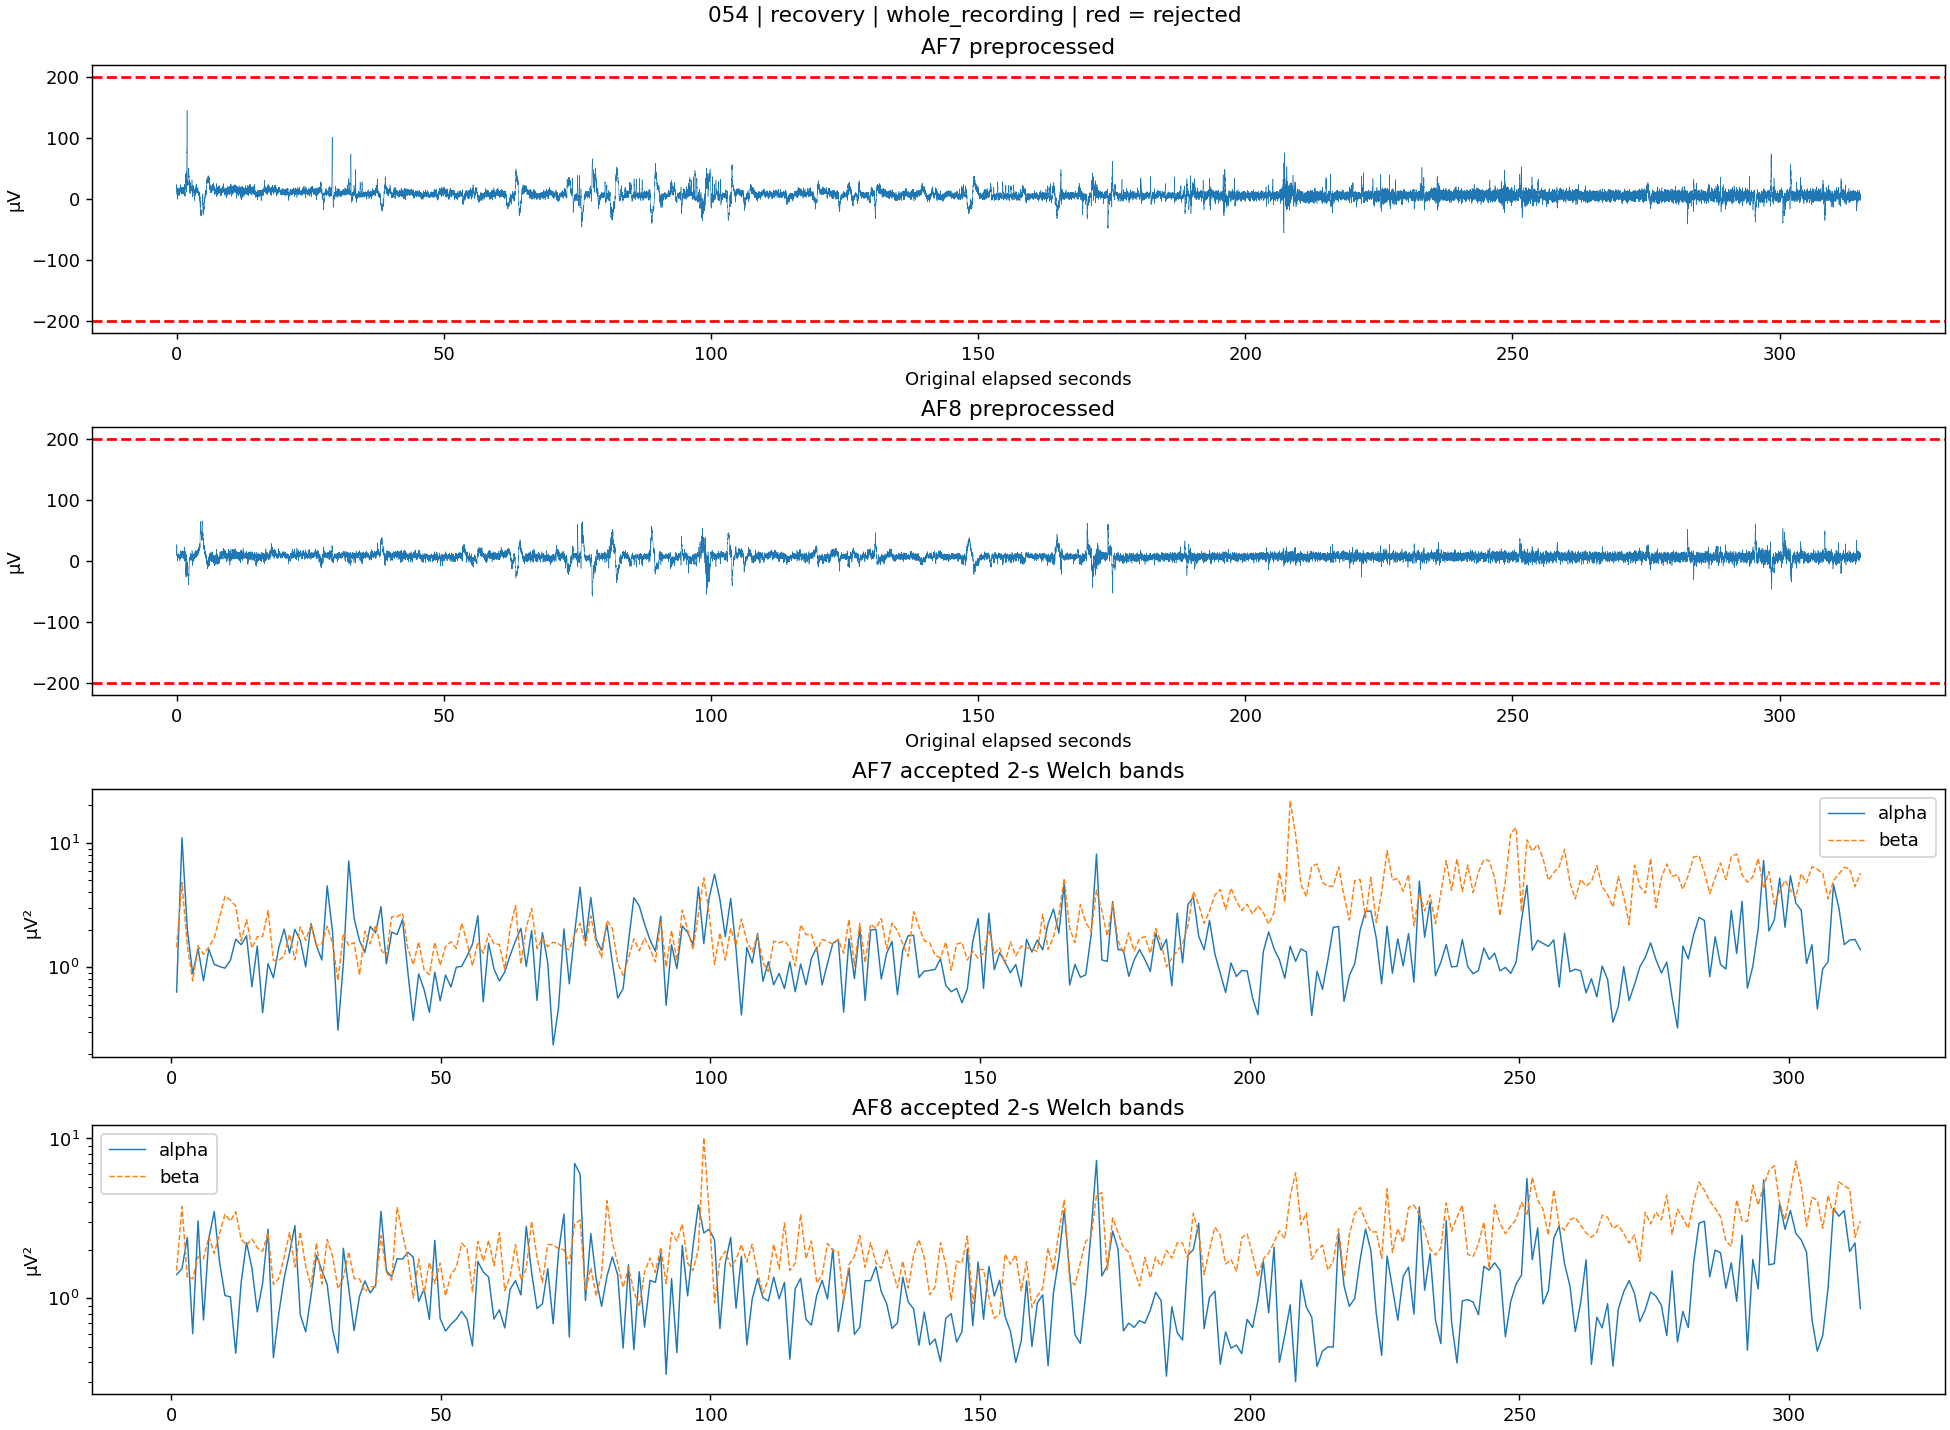 054 | recovery | whole_recording | red = rejected
AF7 preprocessed
µV
200
100
0
−100
−200
0 50 100 150 200 250 300
Original elapsed seconds
AF8 preprocessed
µV
200
100
0
−100
−200
0 50 100 150 200 250 300
Original elapsed seconds
AF7 accepted 2-s Welch bands
µV²
10¹
10⁰
alpha
beta
0 50 100 150 200 250 300
AF8 accepted 2-s Welch bands
µV²
10¹
10⁰
alpha
beta
0 50 100 150 200 250 300